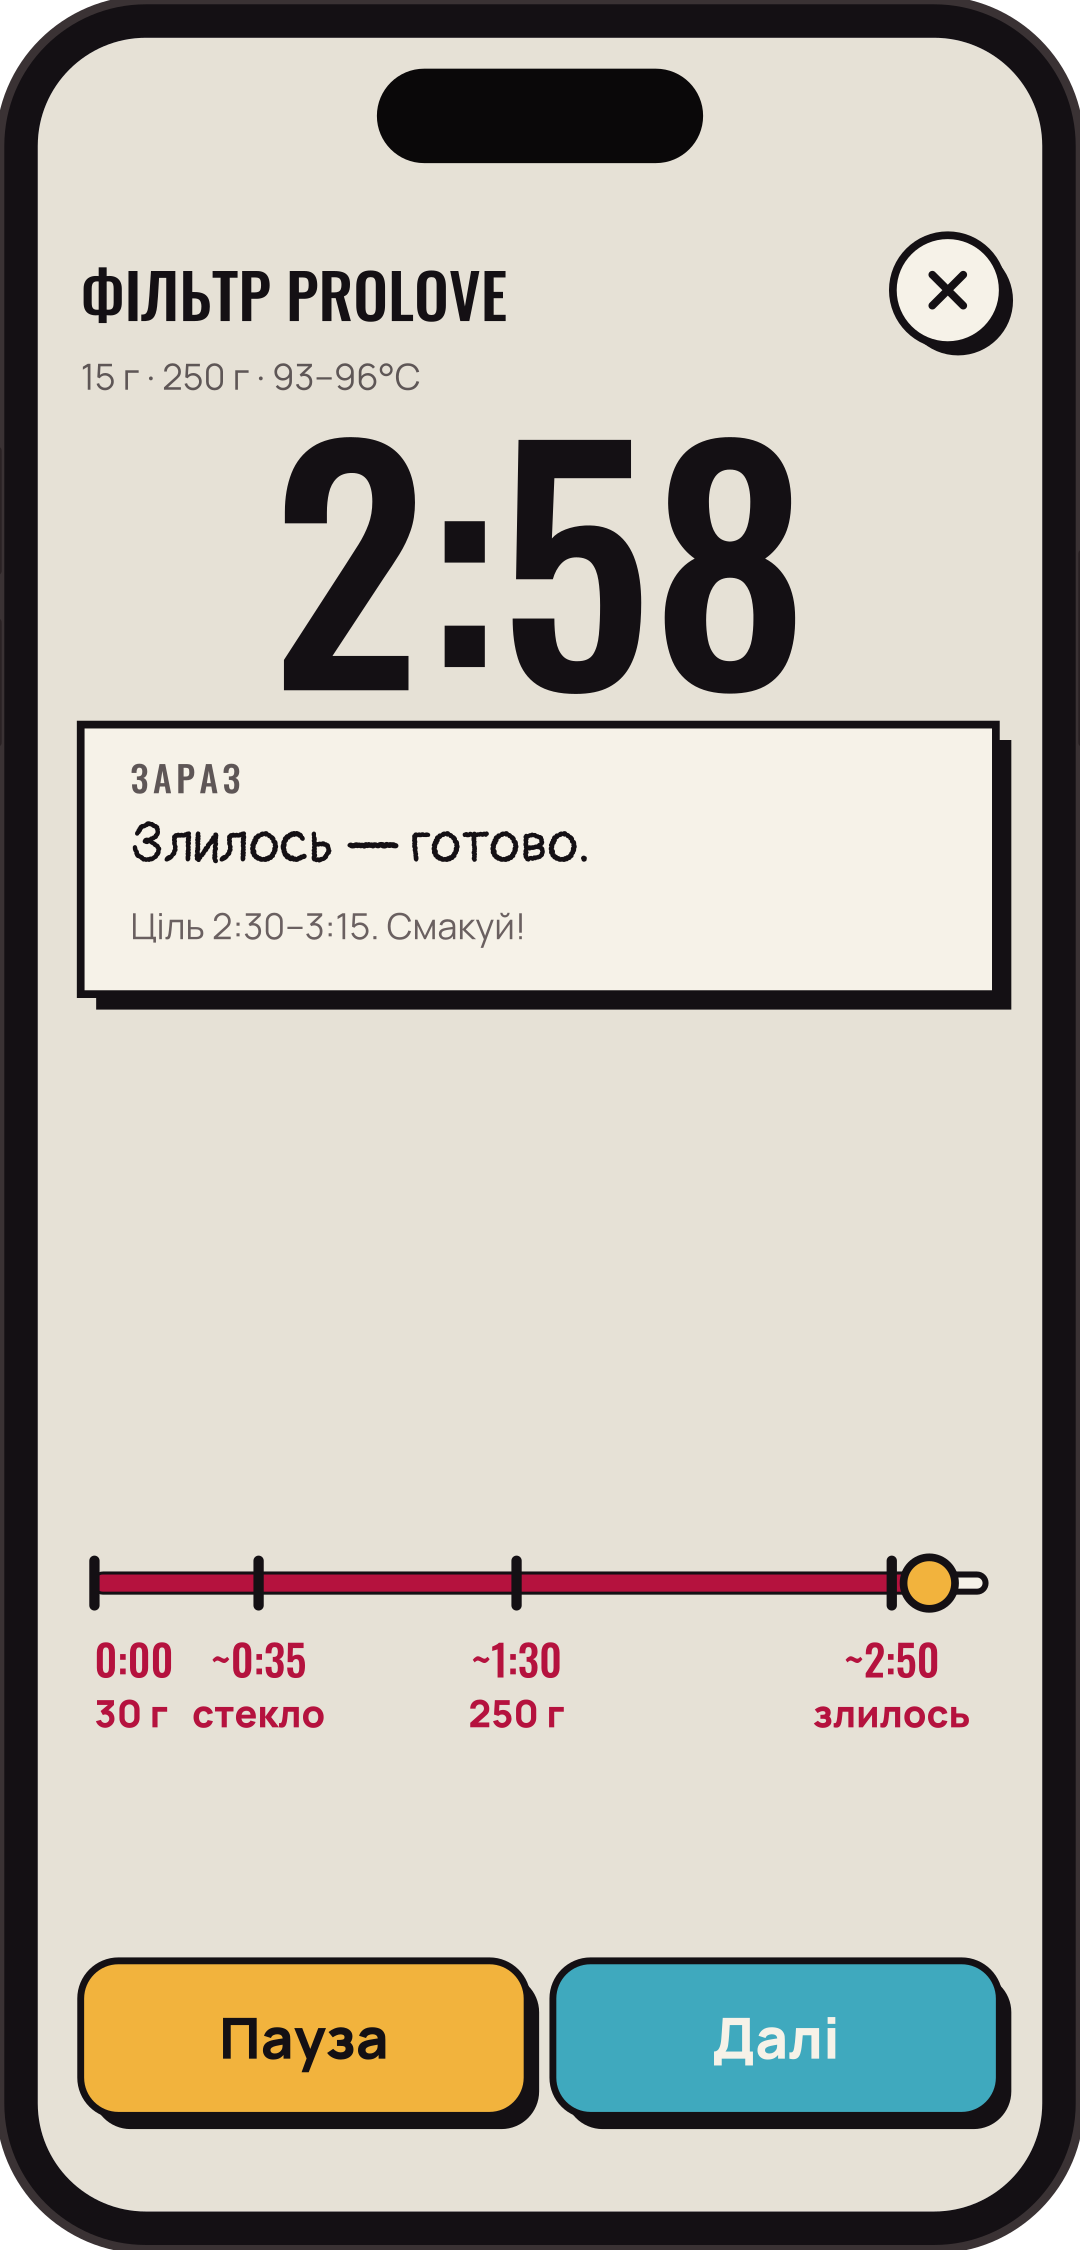 ФІЛЬТР PROLOVE
15 г · 250 г · 93–96°C
2:58
ЗАРАЗ
Злилось — готово.
Ціль 2:30–3:15. Смакуй!
0:00 ~0:35 ~1:30 ~2:50
30 г стекло 250 г злилось
Пауза Далі